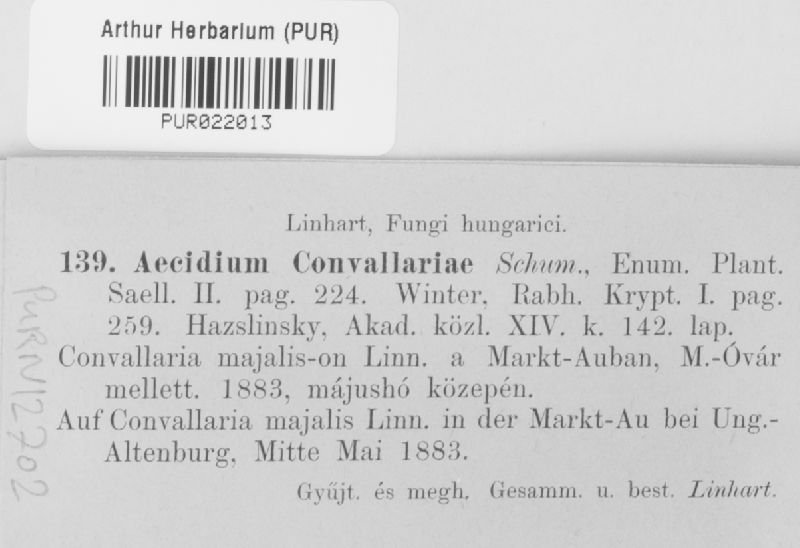 Arthur Herbarium (PUR)
PUR022013
Linhart, Fungi hungarici.
139. Aecidium Convallariae Schum., Enum. Plant.
Saell. II. pag. 224. Winter, Rabh. Krypt. I. pag.
259. Hazslinsky, Akad. közl. XIV. k. 142. lap.
Convallaria majalis-on Linn. a Markt-Auban, M.-Óvár
mellett. 1883, májushó közepén.
Auf Convallaria majalis Linn. in der Markt-Au bei Ung.-
Altenburg, Mitte Mai 1883.
Gyűjt. és megh. Gesamm. u. best. Linhart.
PURN12702